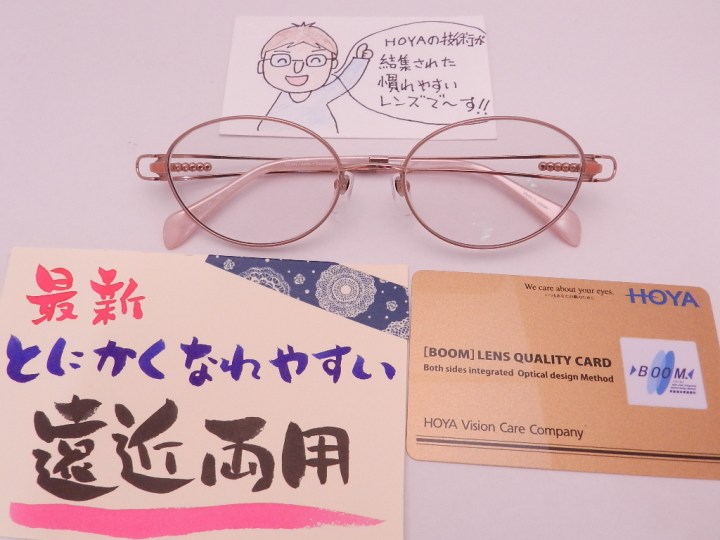 HOYAの技術が
結集された
慣れやすい
レンズで〜す!!
最新
とにかくなれやすい
遠近両用
We care about your eyes.
HOYA
[BOOM] LENS QUALITY CARD
Both sides integrated Optical design Method
BOOM
HOYA Vision Care Company